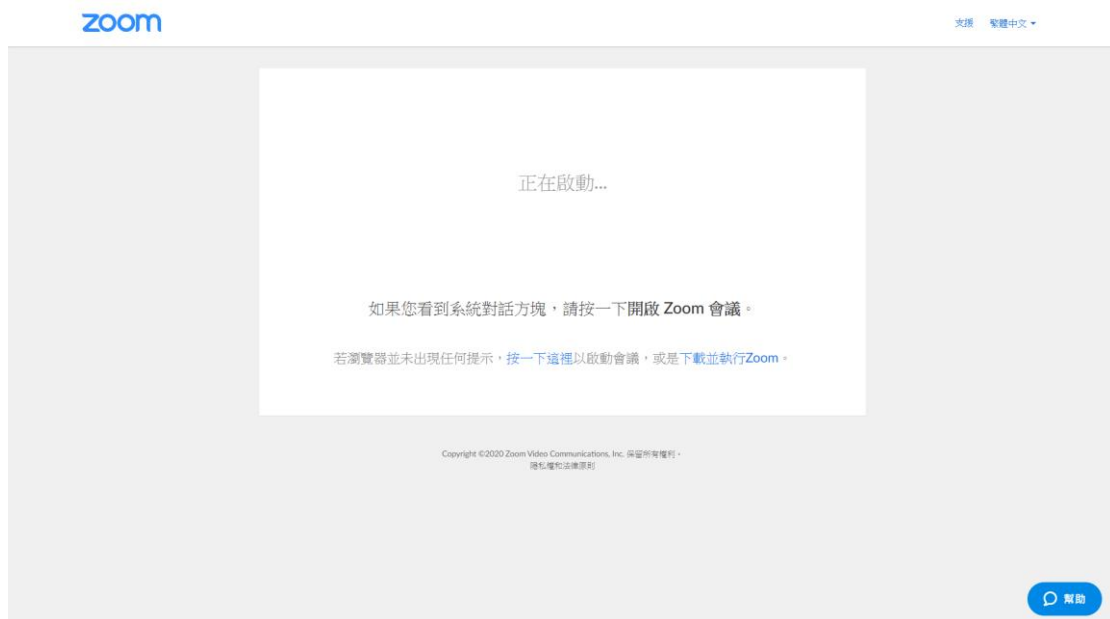 zoom
支援 繁體中文
正在啟動...
如果您看到系統對話方塊，請按一下開啟 Zoom 會議。
若瀏覽器並未出現任何提示，按一下這裡以啟動會議，或是下載並執行Zoom。
Copyright ©2020 Zoom Video Communications, Inc. 保留所有權利。
隱私權和法律原則
幫助